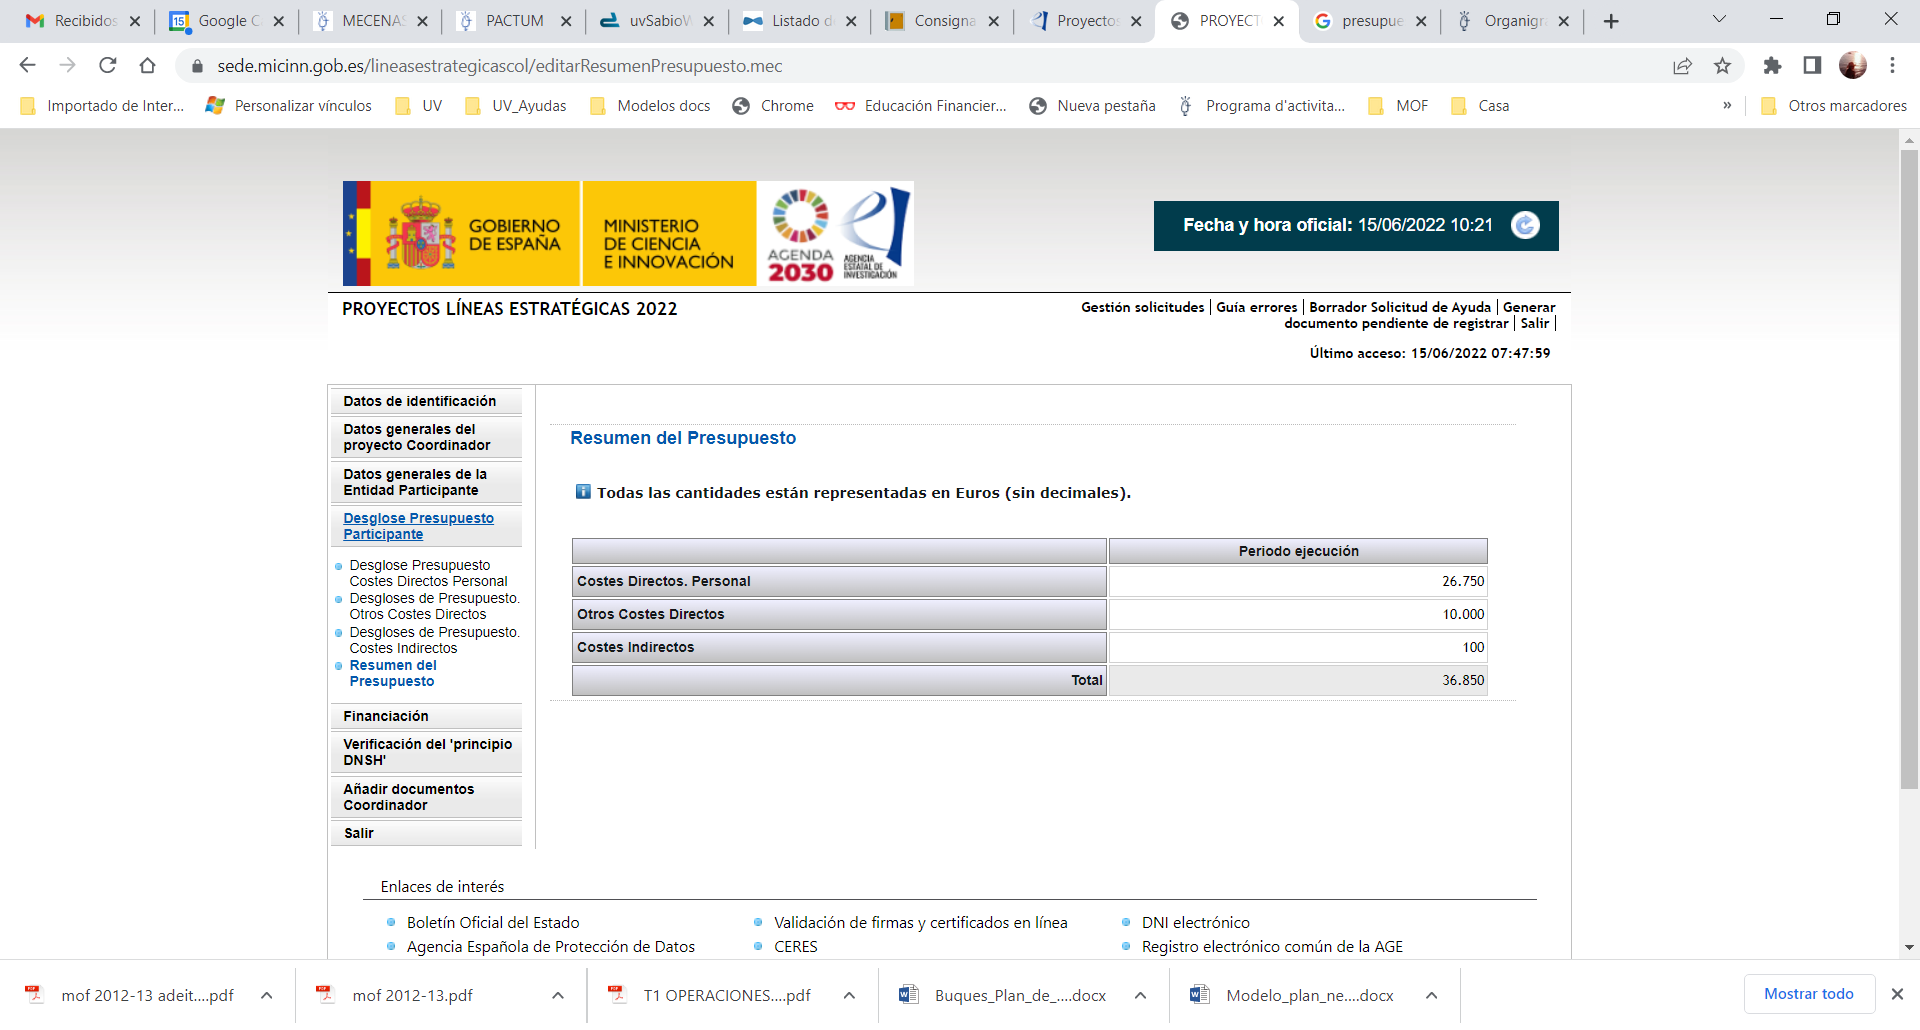 Recibidos
Google C
MECENAS
PACTUM
uvSabioW
Listado d
Consigna
Proyectos
PROYECT
presupue
Organigra
sede.micinn.gob.es/lineasestrategicascol/editarResumenPresupuesto.mec
Importado de Inter...
Personalizar vínculos
UV
UV_Ayudas
Modelos docs
Chrome
Educación Financier...
Nueva pestaña
Programa d'activita...
MOF
Casa
»
Otros marcadores
GOBIERNO
DE ESPAÑA
MINISTERIO
DE CIENCIA
E INNOVACIÓN
AGENDA
2030
AGENCIA
ESTATAL DE
INVESTIGACIÓN
Fecha y hora oficial: 15/06/2022 10:21
PROYECTOS LÍNEAS ESTRATÉGICAS 2022
Gestión solicitudes | Guía errores | Borrador Solicitud de Ayuda | Generar
documento pendiente de registrar | Salir |
Último acceso: 15/06/2022 07:47:59
Datos de identificación
Datos generales del
proyecto Coordinador
Datos generales de la
Entidad Participante
Desglose Presupuesto
Participante
Desglose Presupuesto
Costes Directos Personal
Desgloses de Presupuesto.
Otros Costes Directos
Desgloses de Presupuesto.
Costes Indirectos
Resumen del
Presupuesto
Financiación
Verificación del 'principio
DNSH'
Añadir documentos
Coordinador
Salir
Resumen del Presupuesto
Todas las cantidades están representadas en Euros (sin decimales).
Periodo ejecución
Costes Directos. Personal 26.750
Otros Costes Directos 10.000
Costes Indirectos 100
Total 36.850
Enlaces de interés
Boletín Oficial del Estado
Validación de firmas y certificados en línea
DNI electrónico
Agencia Española de Protección de Datos
CERES
Registro electrónico común de la AGE
mof 2012-13 adeit....pdf
mof 2012-13.pdf
T1 OPERACIONES....pdf
Buques_Plan_de_....docx
Modelo_plan_ne....docx
Mostrar todo